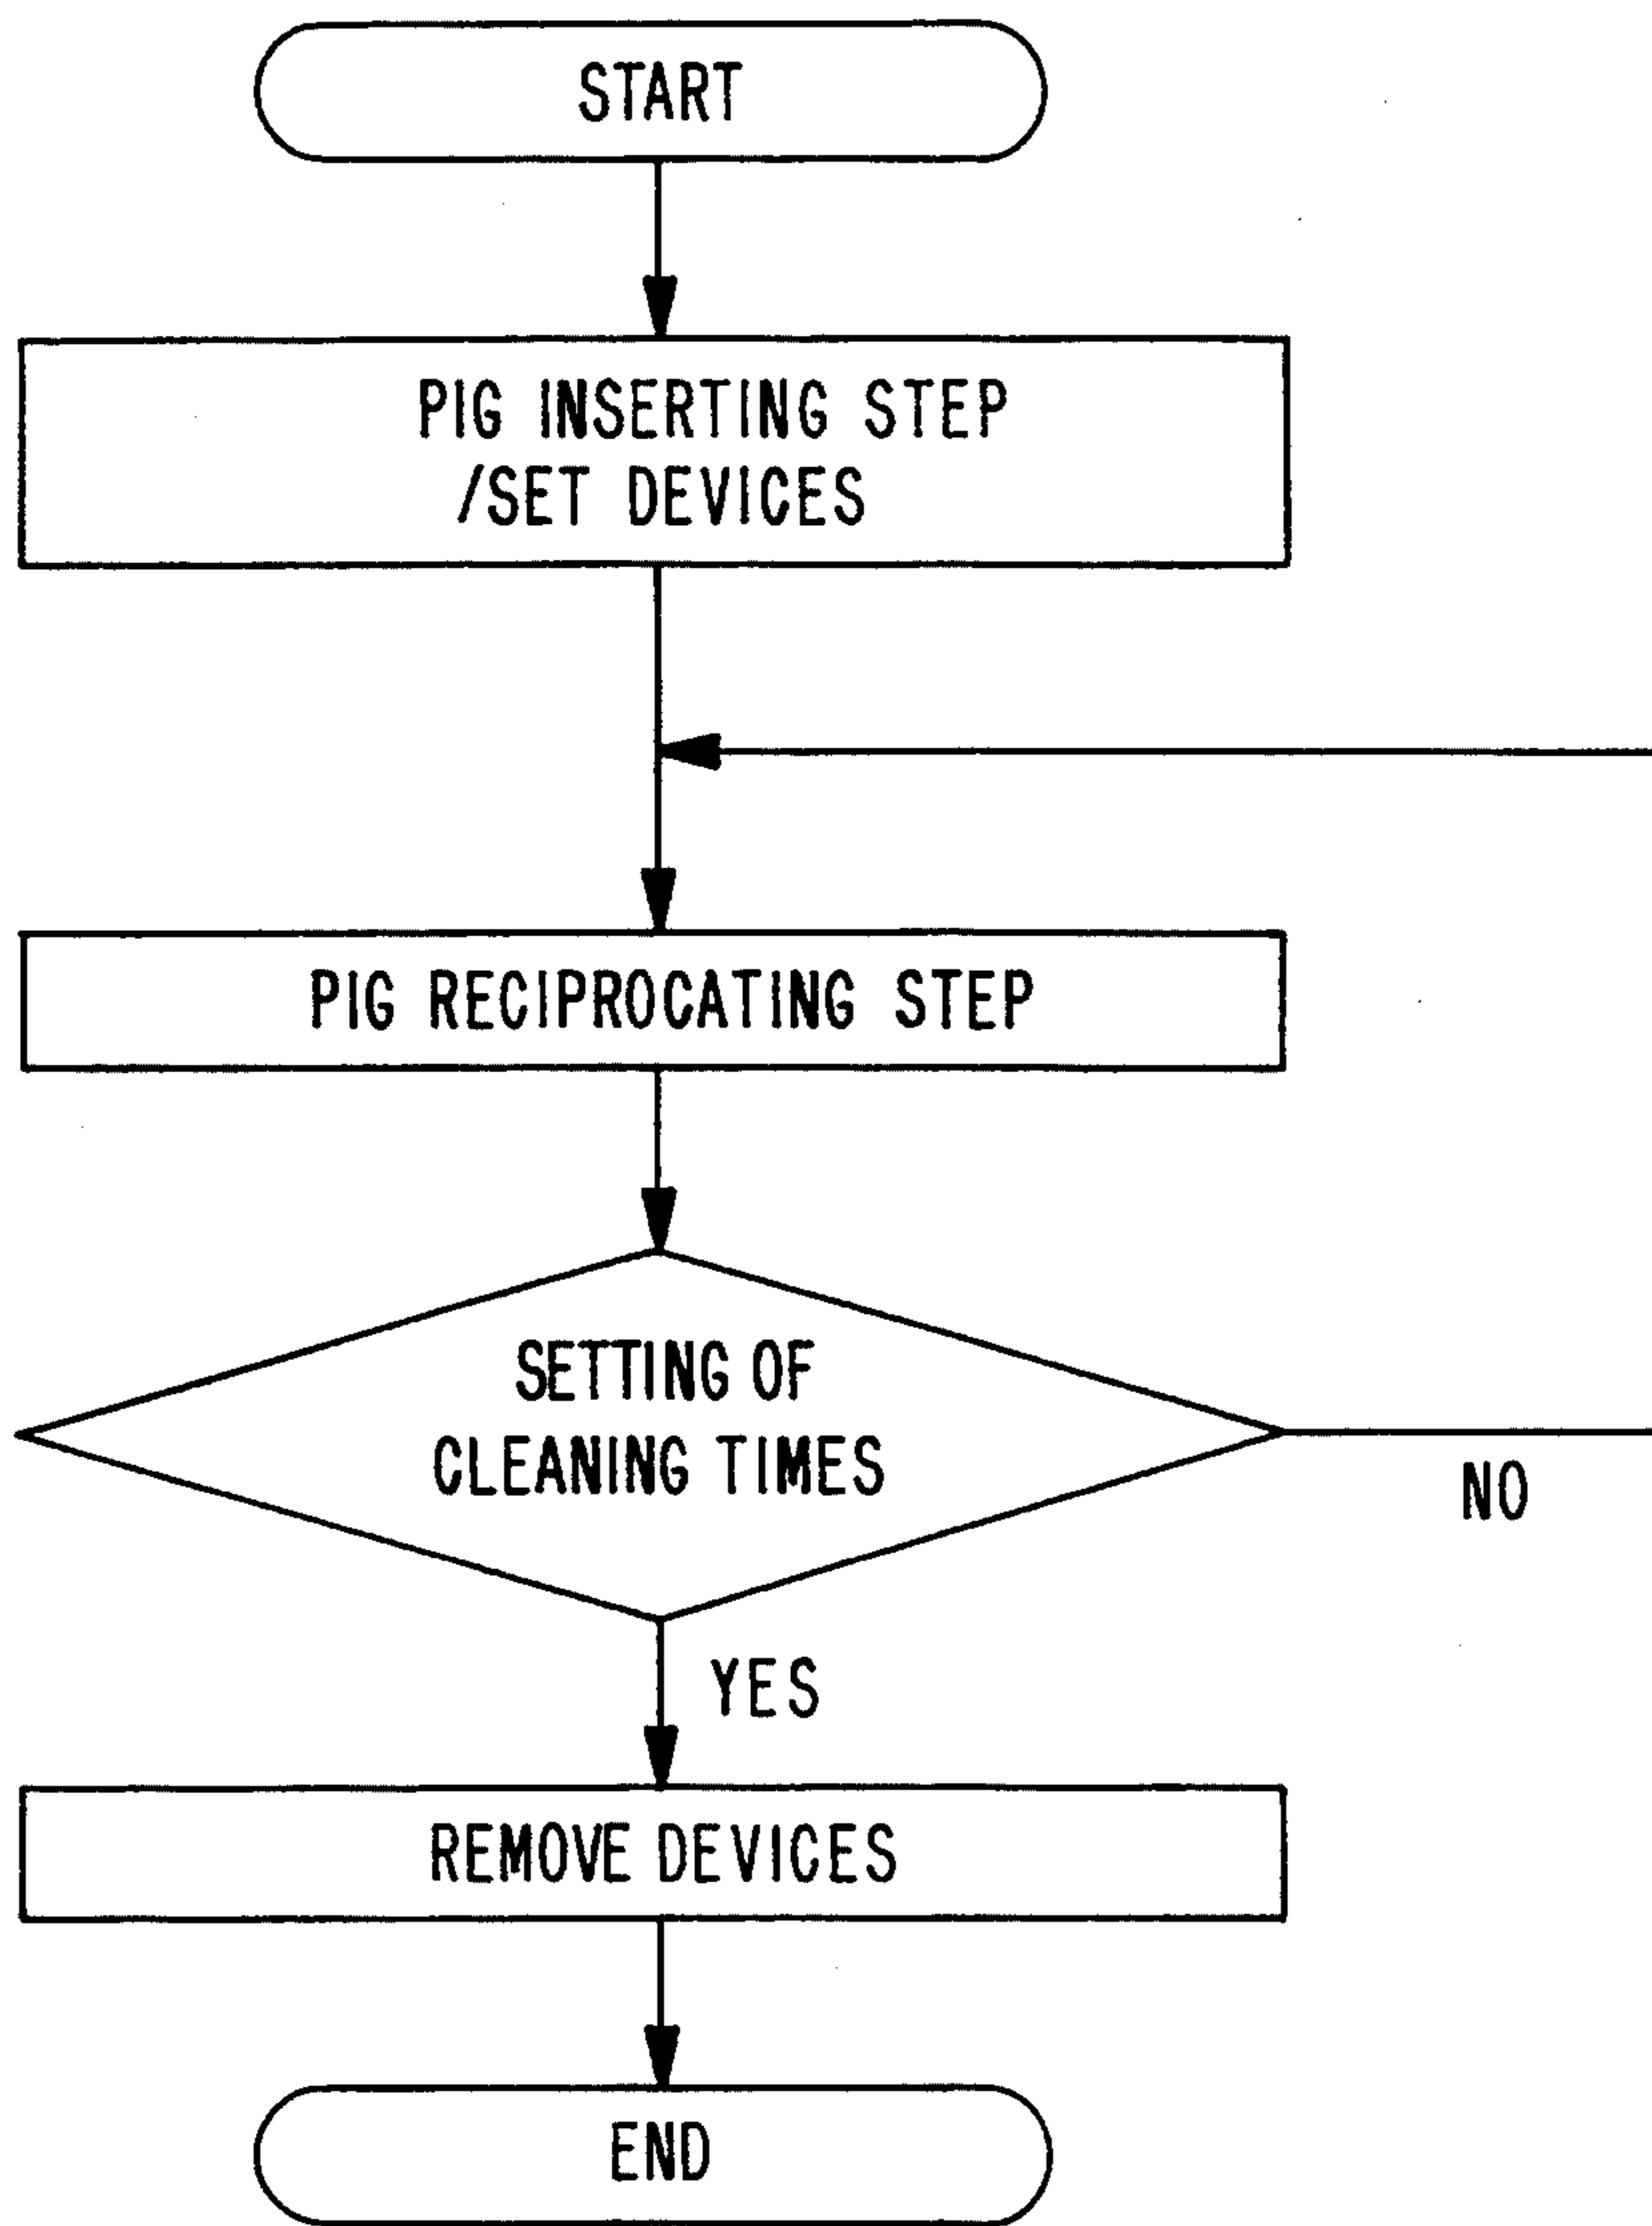 START
PIG INSERTING STEP
/SET DEVICES
PIG RECIPROCATING STEP
SETTING OF
CLEANING TIMES
NO
YES
REMOVE DEVICES
END